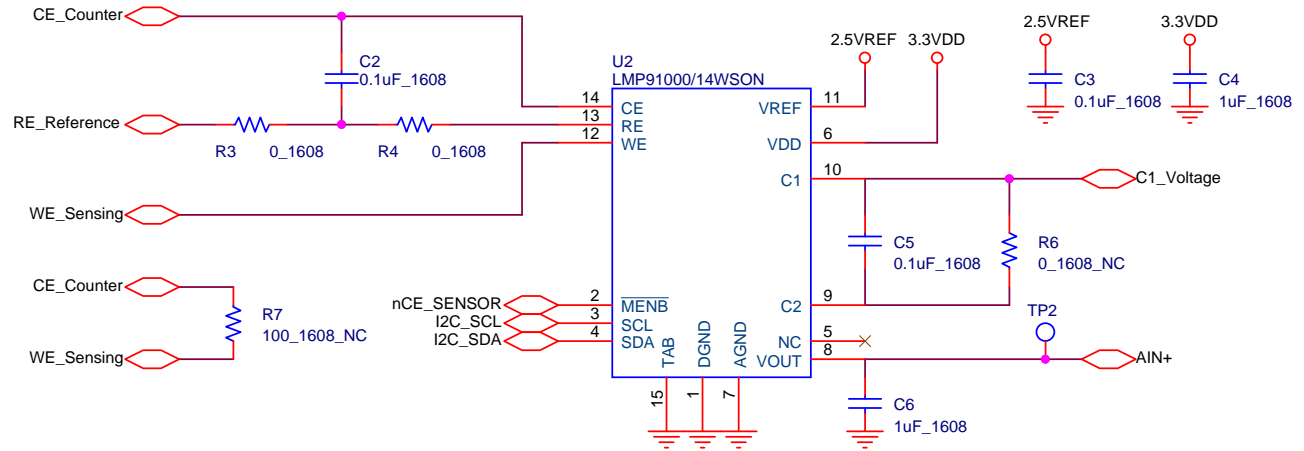 CE_Counter
C2
0.1uF_1608
RE_Reference
R3
0_1608
R4
0_1608
WE_Sensing
CE_Counter
R7
100_1608_NC
WE_Sensing
nCE_SENSOR
I2C_SCL
I2C_SDA
U2
LMP91000/14WSON
14
CE
13
RE
12
WE
2
MENB
3
SCL
4
SDA
TAB
DGND
AGND
15
1
7
VREF
11
VDD
6
C1
10
C2
9
NC
5
VOUT
8
2.5VREF
3.3VDD
C5
0.1uF_1608
R6
0_1608_NC
C1_Voltage
TP2
AIN+
C6
1uF_1608
2.5VREF
C3
0.1uF_1608
3.3VDD
C4
1uF_1608